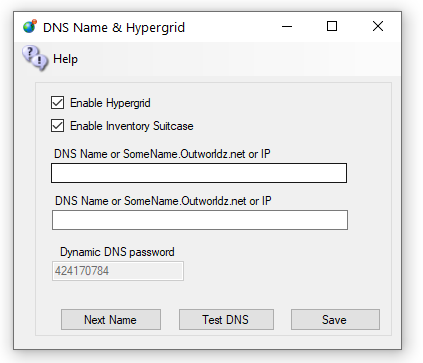 DNS Name & Hypergrid
Help
Enable Hypergrid
Enable Inventory Suitcase
DNS Name or SomeName.Outworldz.net or IP
DNS Name or SomeName.Outworldz.net or IP
Dynamic DNS password
424170784
Next Name
Test DNS
Save